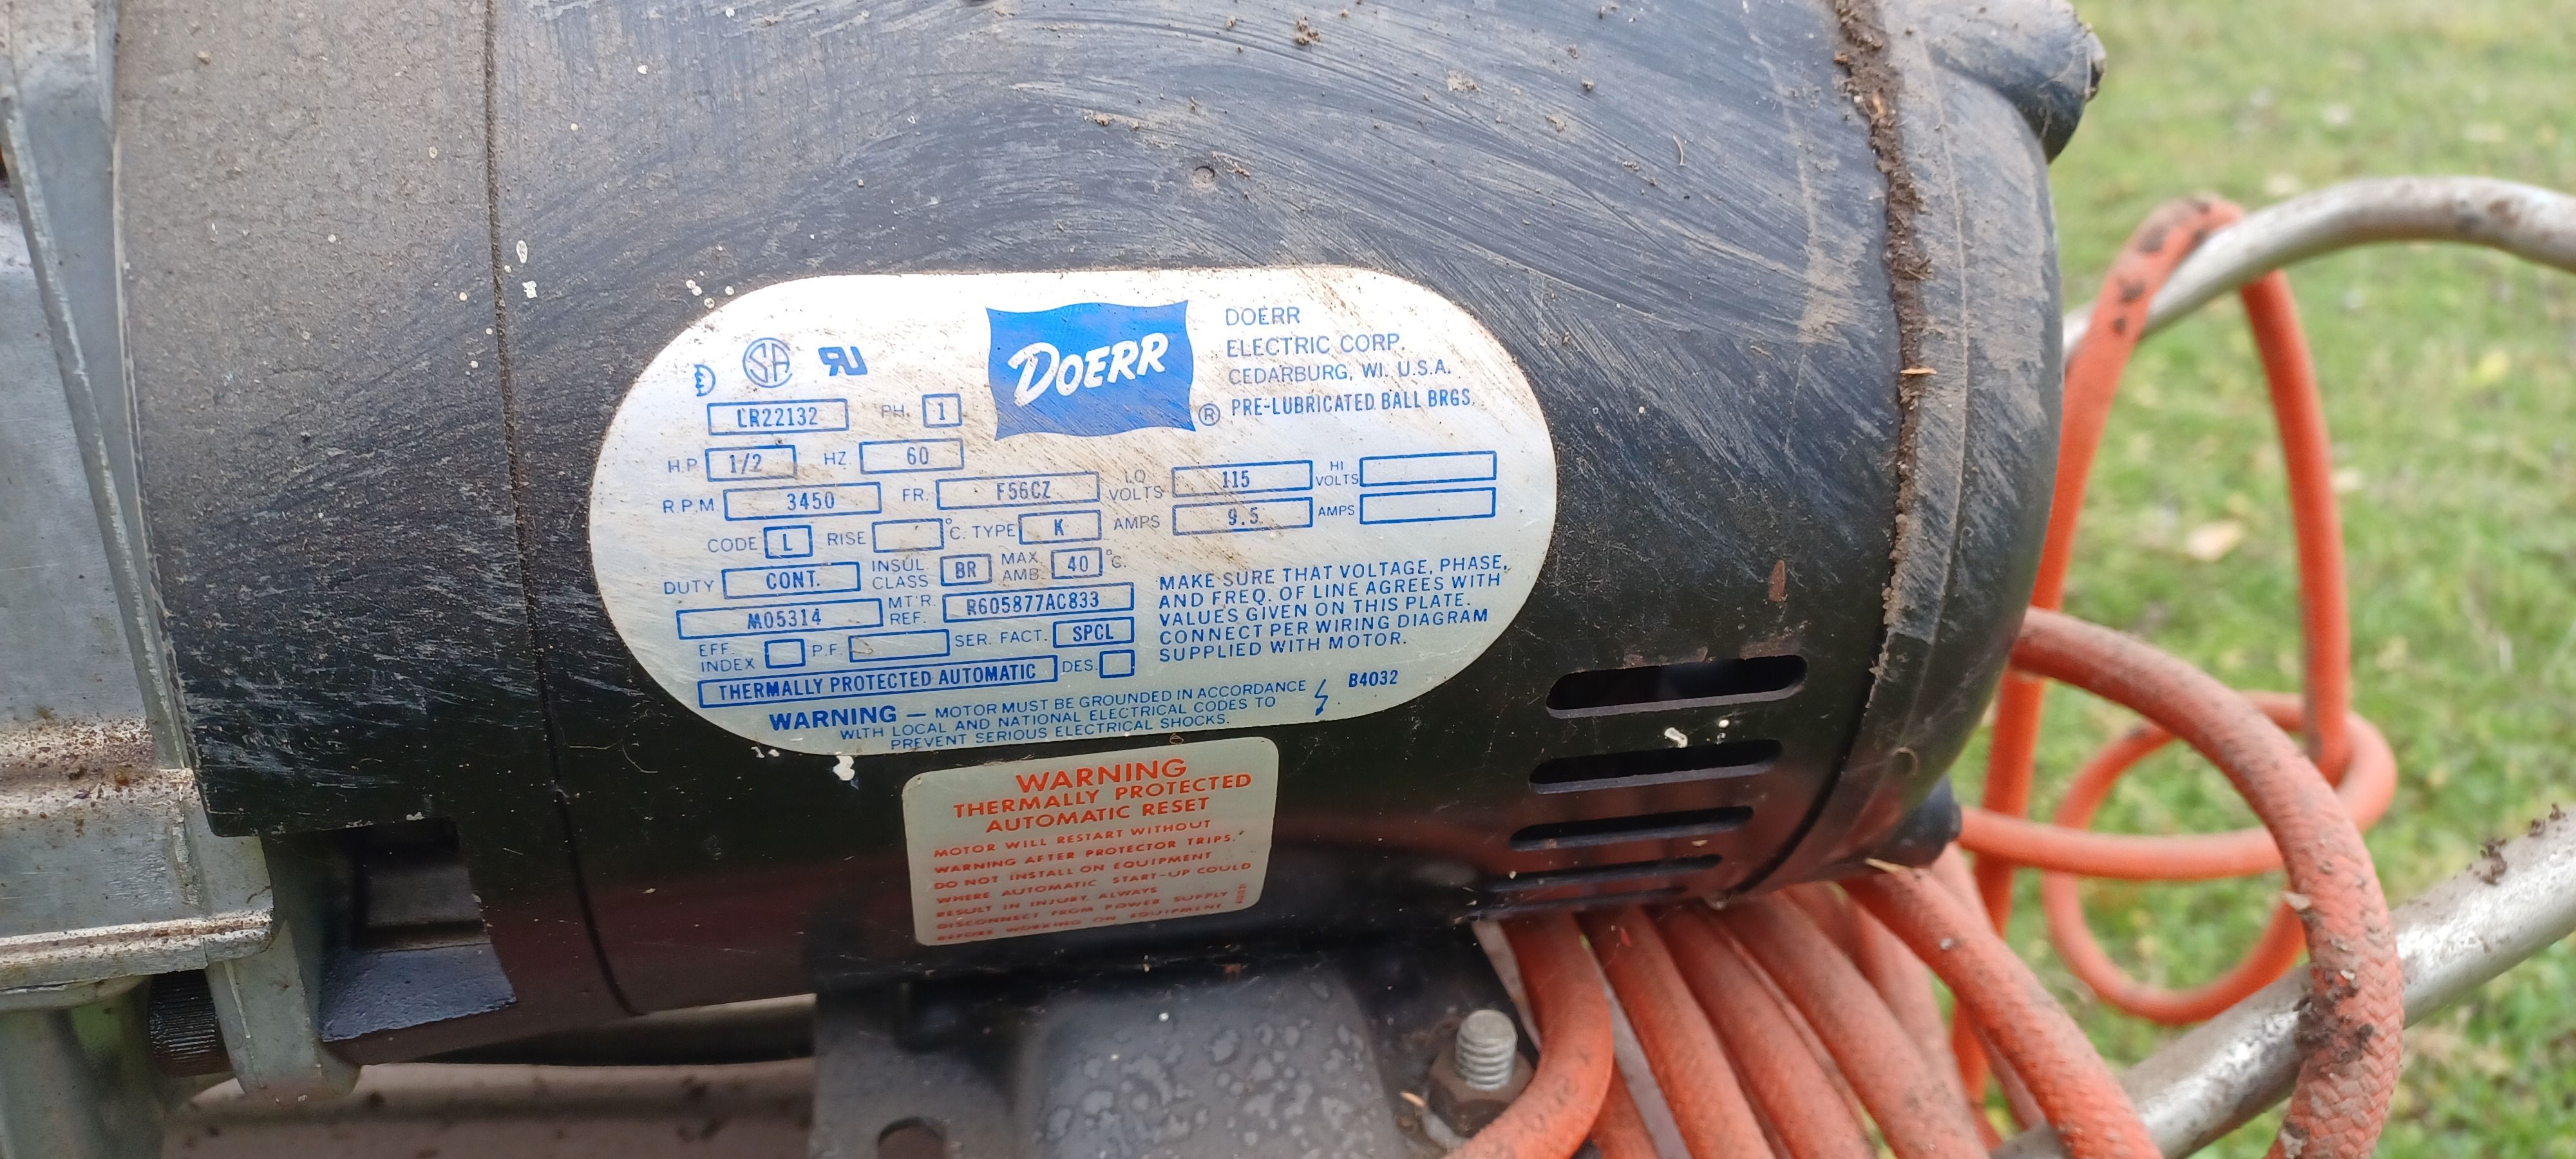 SA RU
DOERR
DOERR
ELECTRIC CORP.
CEDARBURG, WI. U.S.A.
® PRE-LUBRICATED BALL BRGS.
LR22132 PH. 1
H.P 1/2 HZ. 60
R.P.M 3450 FR. F56CZ LO VOLTS 115 HI VOLTS
CODE L RISE °C. TYPE K AMPS 9.5 AMPS
DUTY CONT. INSUL. CLASS BR MAX AMB 40 °C.
M05314 MT'R. REF. R605877AC833
EFF. INDEX P.F. SER. FACT. SPCL
THERMALLY PROTECTED AUTOMATIC DES.
MAKE SURE THAT VOLTAGE, PHASE,
AND FREQ. OF LINE AGREES WITH
VALUES GIVEN ON THIS PLATE.
CONNECT PER WIRING DIAGRAM
SUPPLIED WITH MOTOR.
B4032
WARNING — MOTOR MUST BE GROUNDED IN ACCORDANCE
WITH LOCAL AND NATIONAL ELECTRICAL CODES TO
PREVENT SERIOUS ELECTRICAL SHOCKS.
WARNING
THERMALLY PROTECTED
AUTOMATIC RESET
MOTOR WILL RESTART WITHOUT
WARNING AFTER PROTECTOR TRIPS.
DO NOT INSTALL ON EQUIPMENT
WHERE AUTOMATIC START-UP COULD
RESULT IN INJURY. ALWAYS
DISCONNECT FROM POWER SUPPLY
BEFORE WORKING ON EQUIPMENT